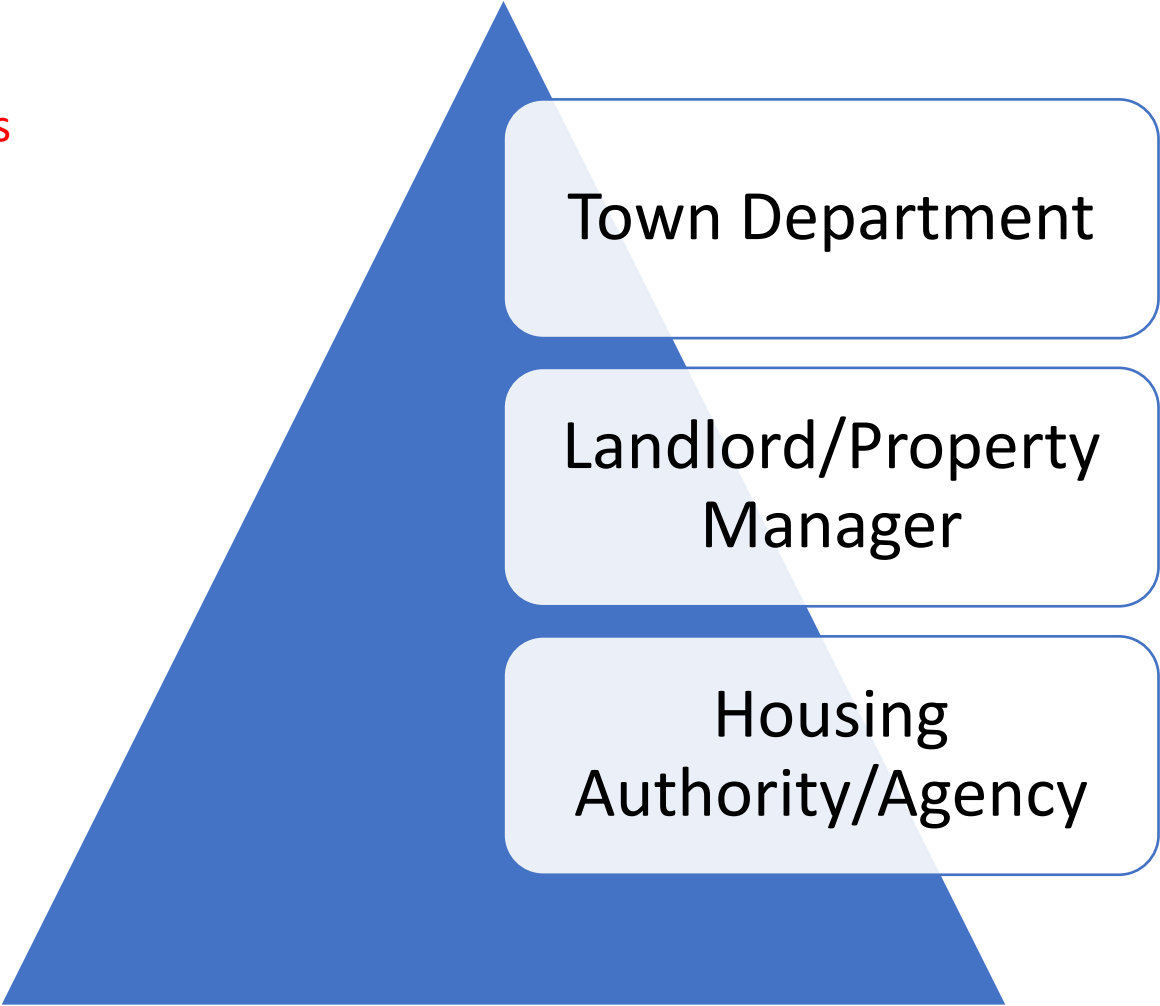 s
Town Department
Landlord/Property
Manager
Housing
Authority/Agency